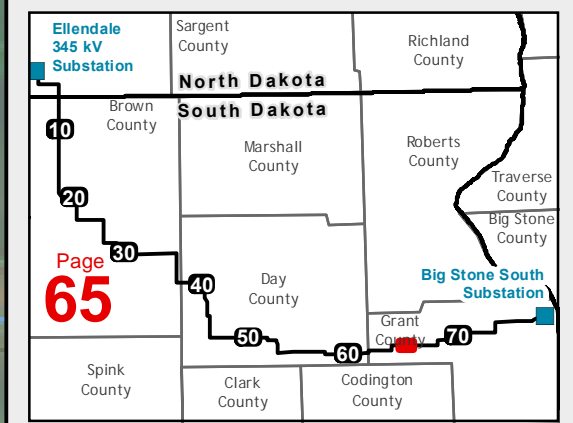 Ellendale
345 kV
Substation
Sargent
County
Richland
County
North Dakota
South Dakota
Brown
County
10
Marshall
County
Roberts
County
Traverse
County
20
Big Stone
County
30
Page
65
40
Day
County
Big Stone South
Substation
50
60
Grant
County
70
Spink
County
Clark
County
Codington
County